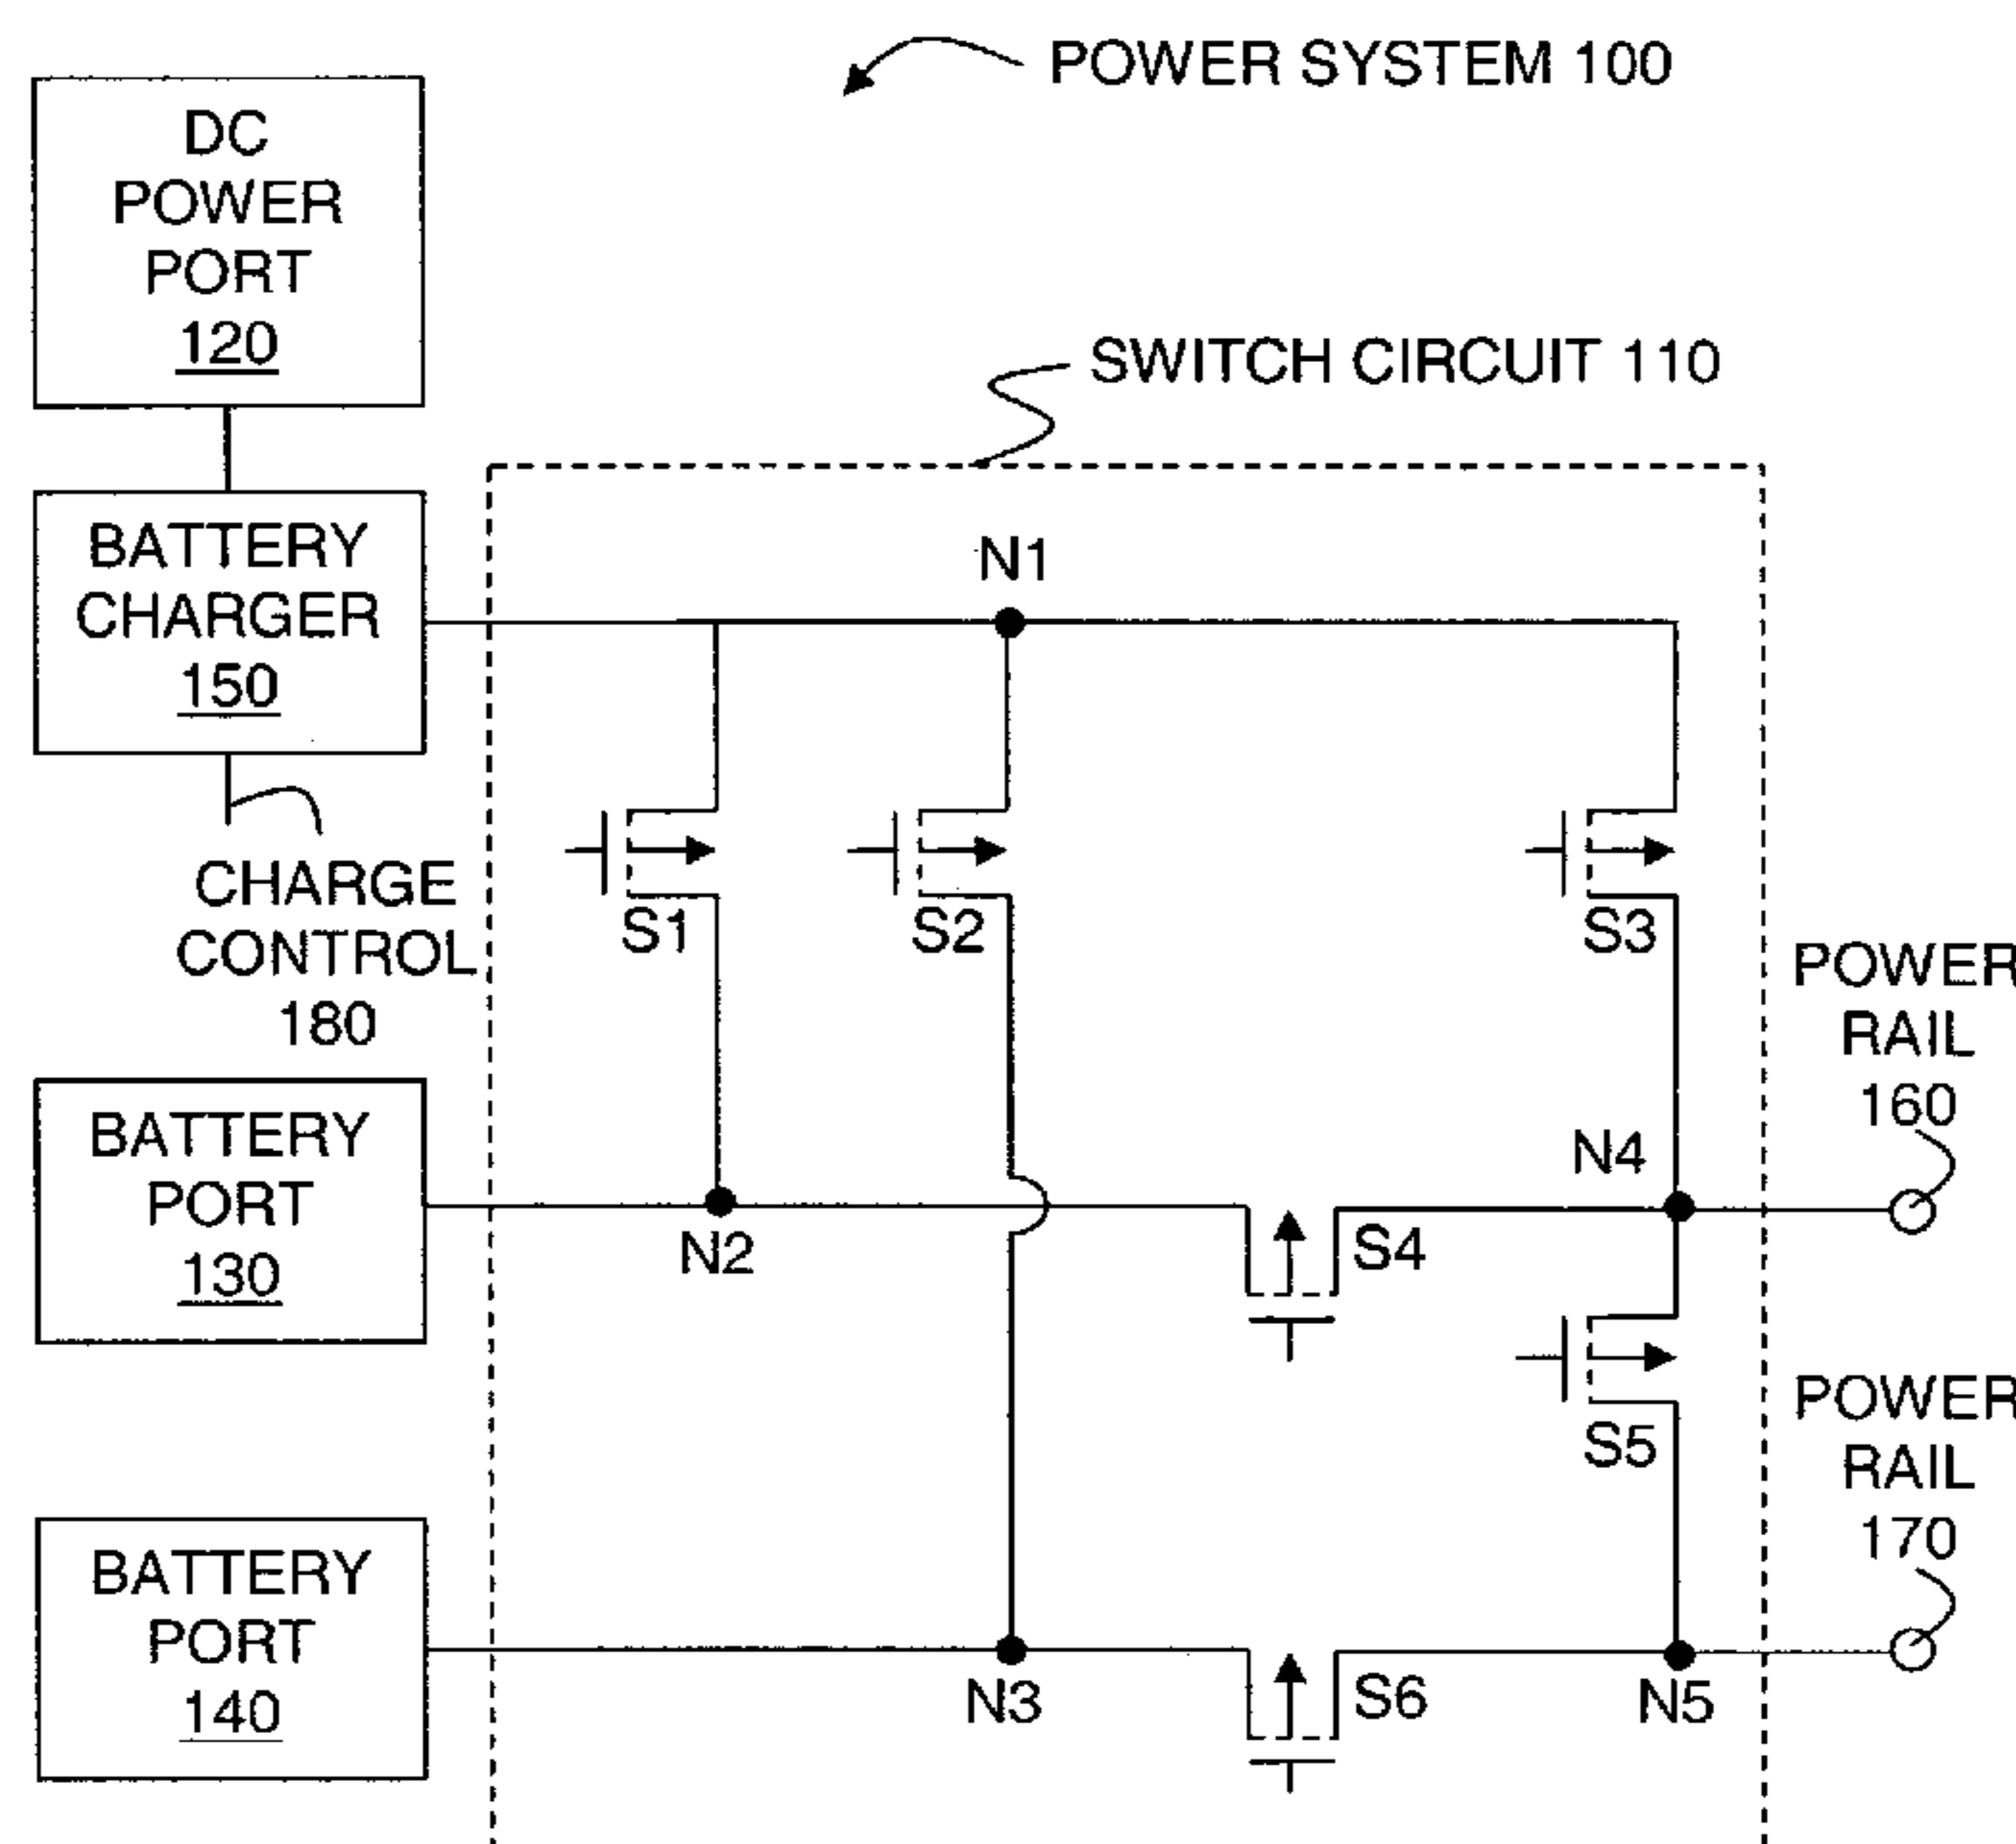 POWER SYSTEM 100
DC
POWER
PORT
120
SWITCH CIRCUIT 110
BATTERY
CHARGER
150
N1
CHARGE
CONTROL
180
S1
S2
S3
POWER
RAIL
160
BATTERY
PORT
130
N2
S4
N4
S5
POWER
RAIL
170
BATTERY
PORT
140
N3
S6
N5